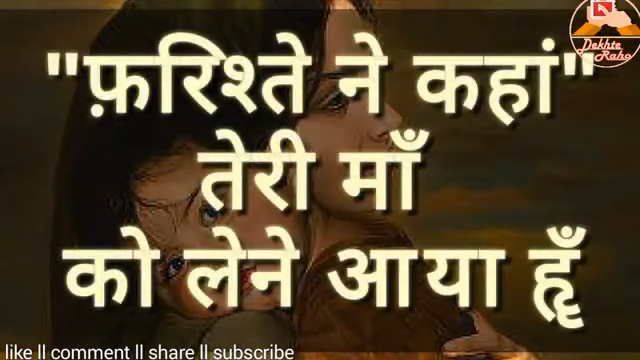 Dekhte
Raho
"फ़रिश्ते ने कहां"
तेरी माँ
को लेने आया हूँ
like ll comment ll share ll subscribe